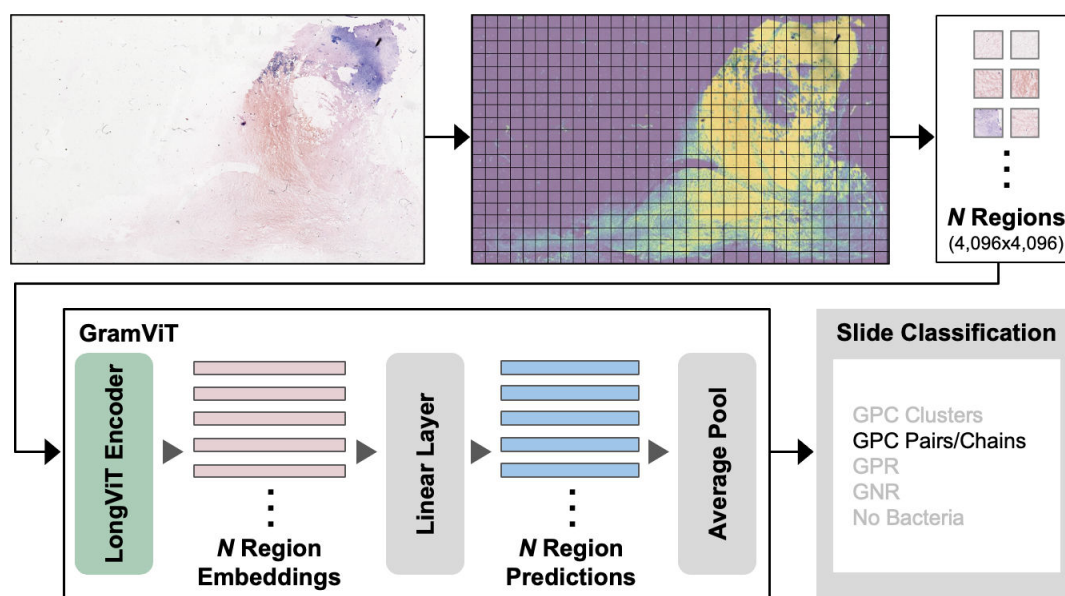 N Regions
(4,096x4,096)
GramViT
LongViT Encoder
N Region
Embeddings
Linear Layer
N Region
Predictions
Average Pool
Slide Classification
GPC Clusters
GPC Pairs/Chains
GPR
GNR
No Bacteria